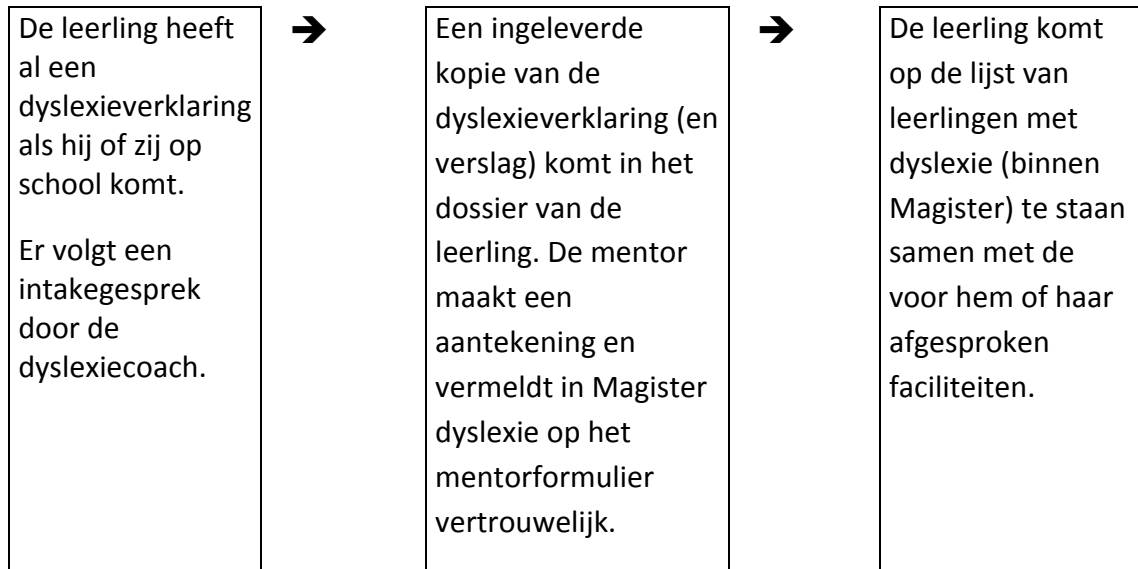 De leerling heeft
al een
dyslexieverklaring
als hij of zij op
school komt.
Er volgt een
intakegesprek
door de
dyslexiecoach.
➔
Een ingeleverde
kopie van de
dyslexieverklaring (en
verslag) komt in het
dossier van de
leerling. De mentor
maakt een
aantekening en
vermeldt in Magister
dyslexie op het
mentorformulier
vertrouwelijk.
➔
De leerling komt
op de lijst van
leerlingen met
dyslexie (binnen
Magister) te staan
samen met de
voor hem of haar
afgesproken
faciliteiten.